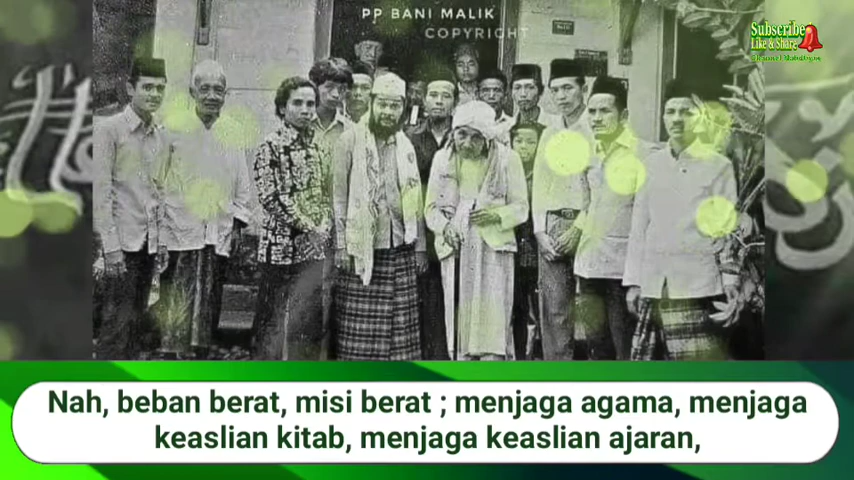 PP BANI MALIK
COPYRIGHT
Subscribe
Like & Share
Nah, beban berat, misi berat ; menjaga agama, menjaga
keaslian kitab, menjaga keaslian ajaran,